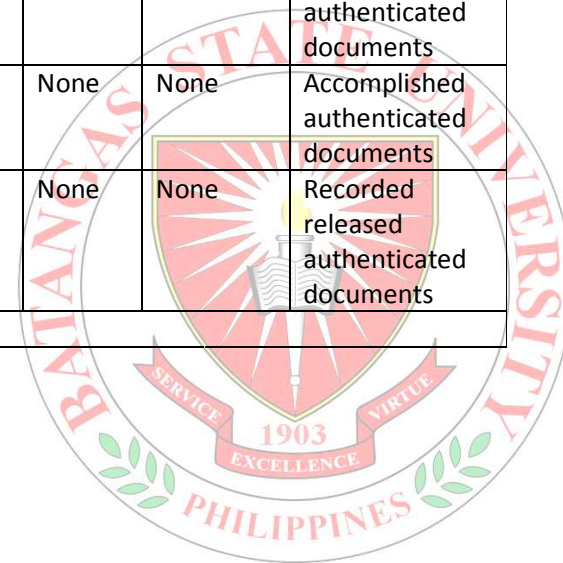 authenticated
documents
None None Accomplished
authenticated
documents
None None Recorded
released
authenticated
documents
BATANGAS STATE UNIVERSITY
SERVICE
VIRTUE
1903
EXCELLENCE
PHILIPPINES